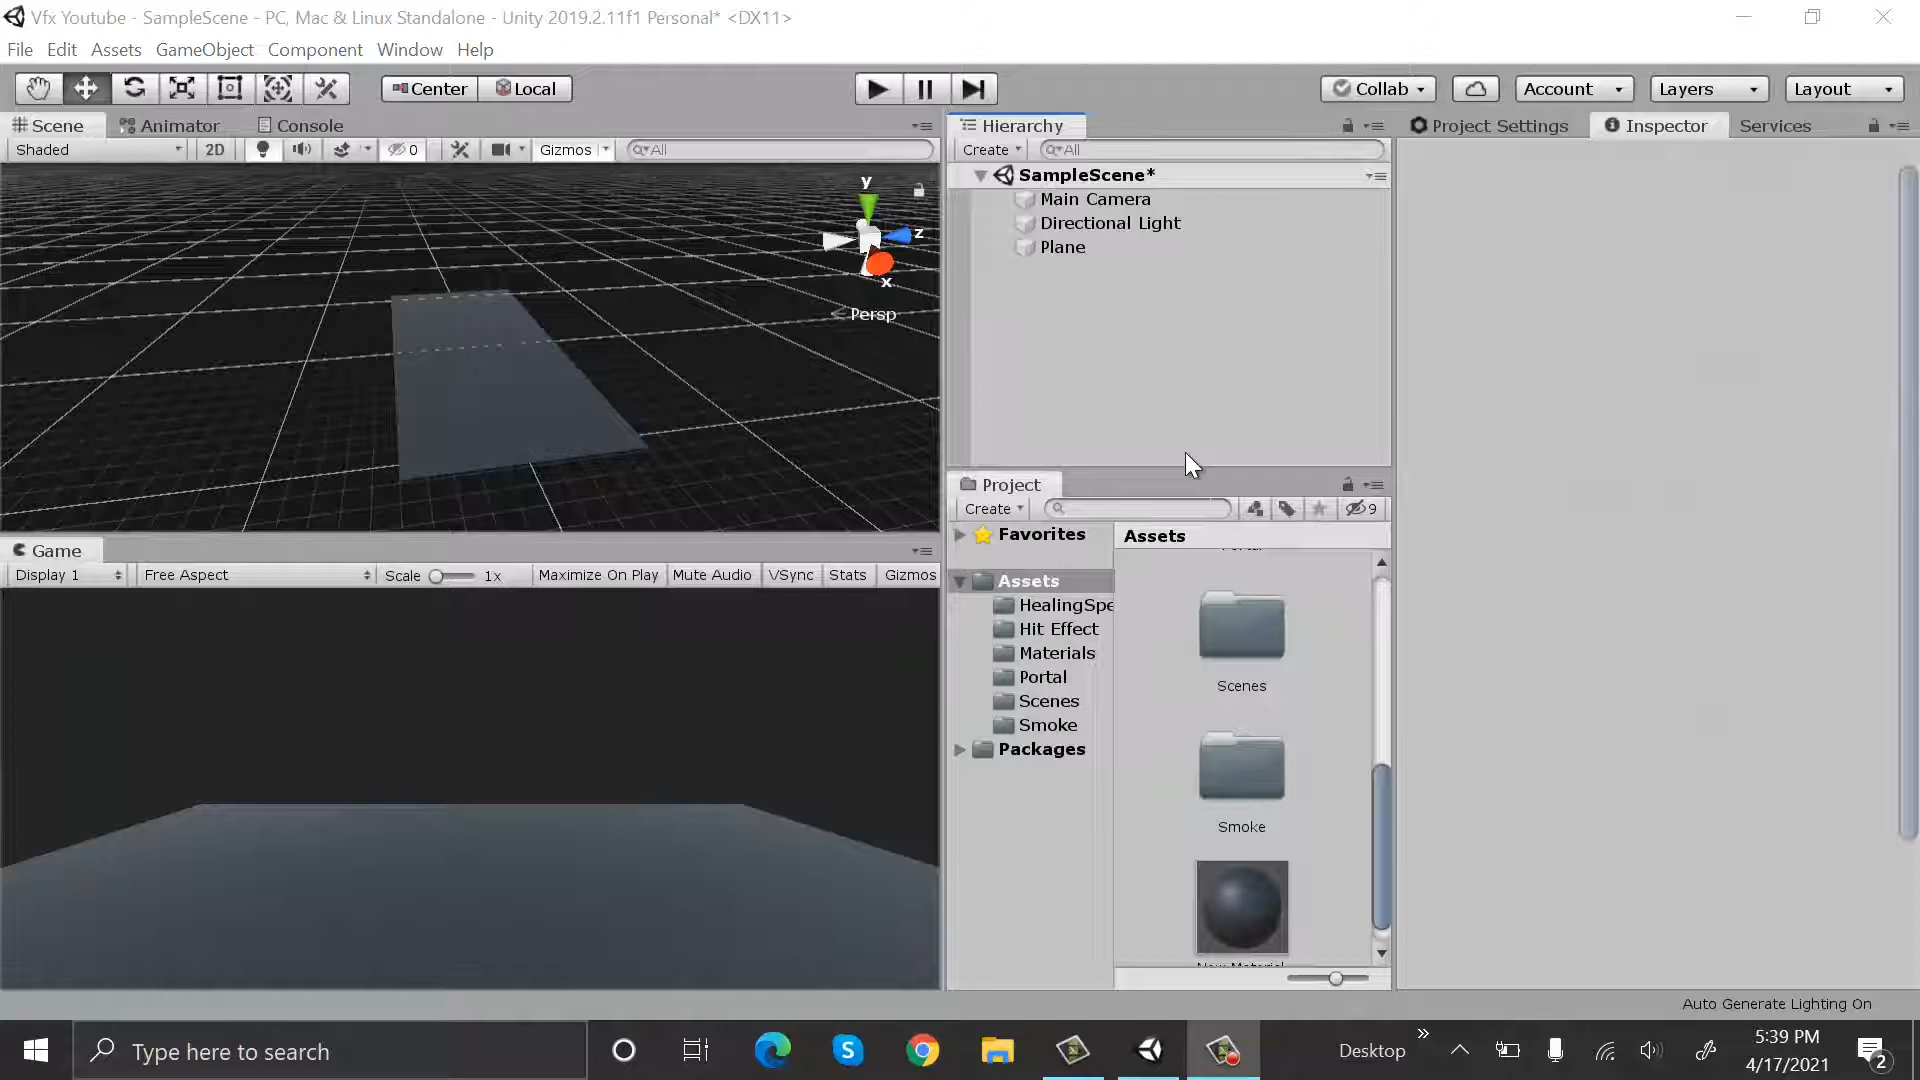 Vfx Youtube - SampleScene - PC, Mac & Linux Standalone - Unity 2019.2.11f1 Personal* <DX11>
File Edit Assets GameObject Component Window Help
Center Local Collab Account Layers Layout
Scene Animator Console Hierarchy Project Settings Inspector Services
Shaded 2D 0 Gizmos All Create All
SampleScene*
Main Camera
Directional Light
Plane
y
z
x
Persp
Project
Create 9
Favorites Assets
Game
Display 1 Free Aspect Scale 1x Maximize On Play Mute Audio VSync Stats Gizmos
Assets
HealingSpe
Hit Effect
Materials
Portal
Scenes
Smoke
Packages
Scenes
Smoke
Auto Generate Lighting On
Type here to search
Desktop
5:39 PM
4/17/2021
2